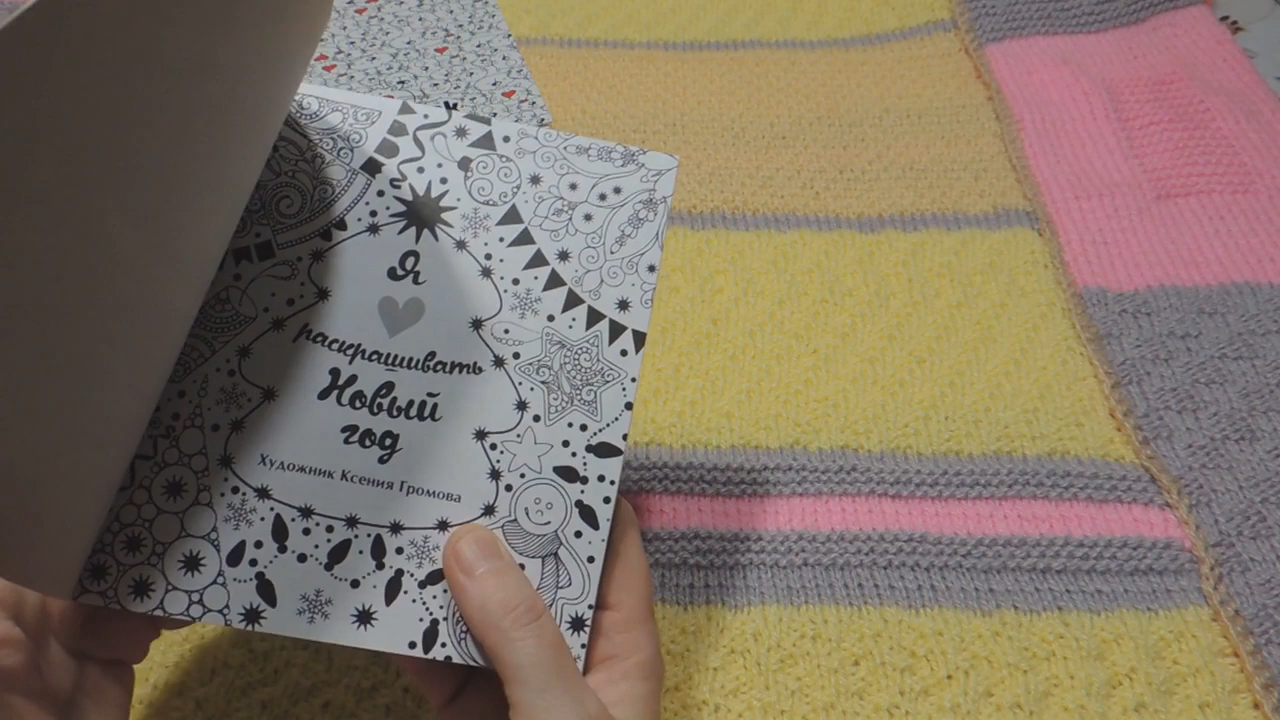 Я
раскрашивать
Новый
год
Художник Ксения Громова